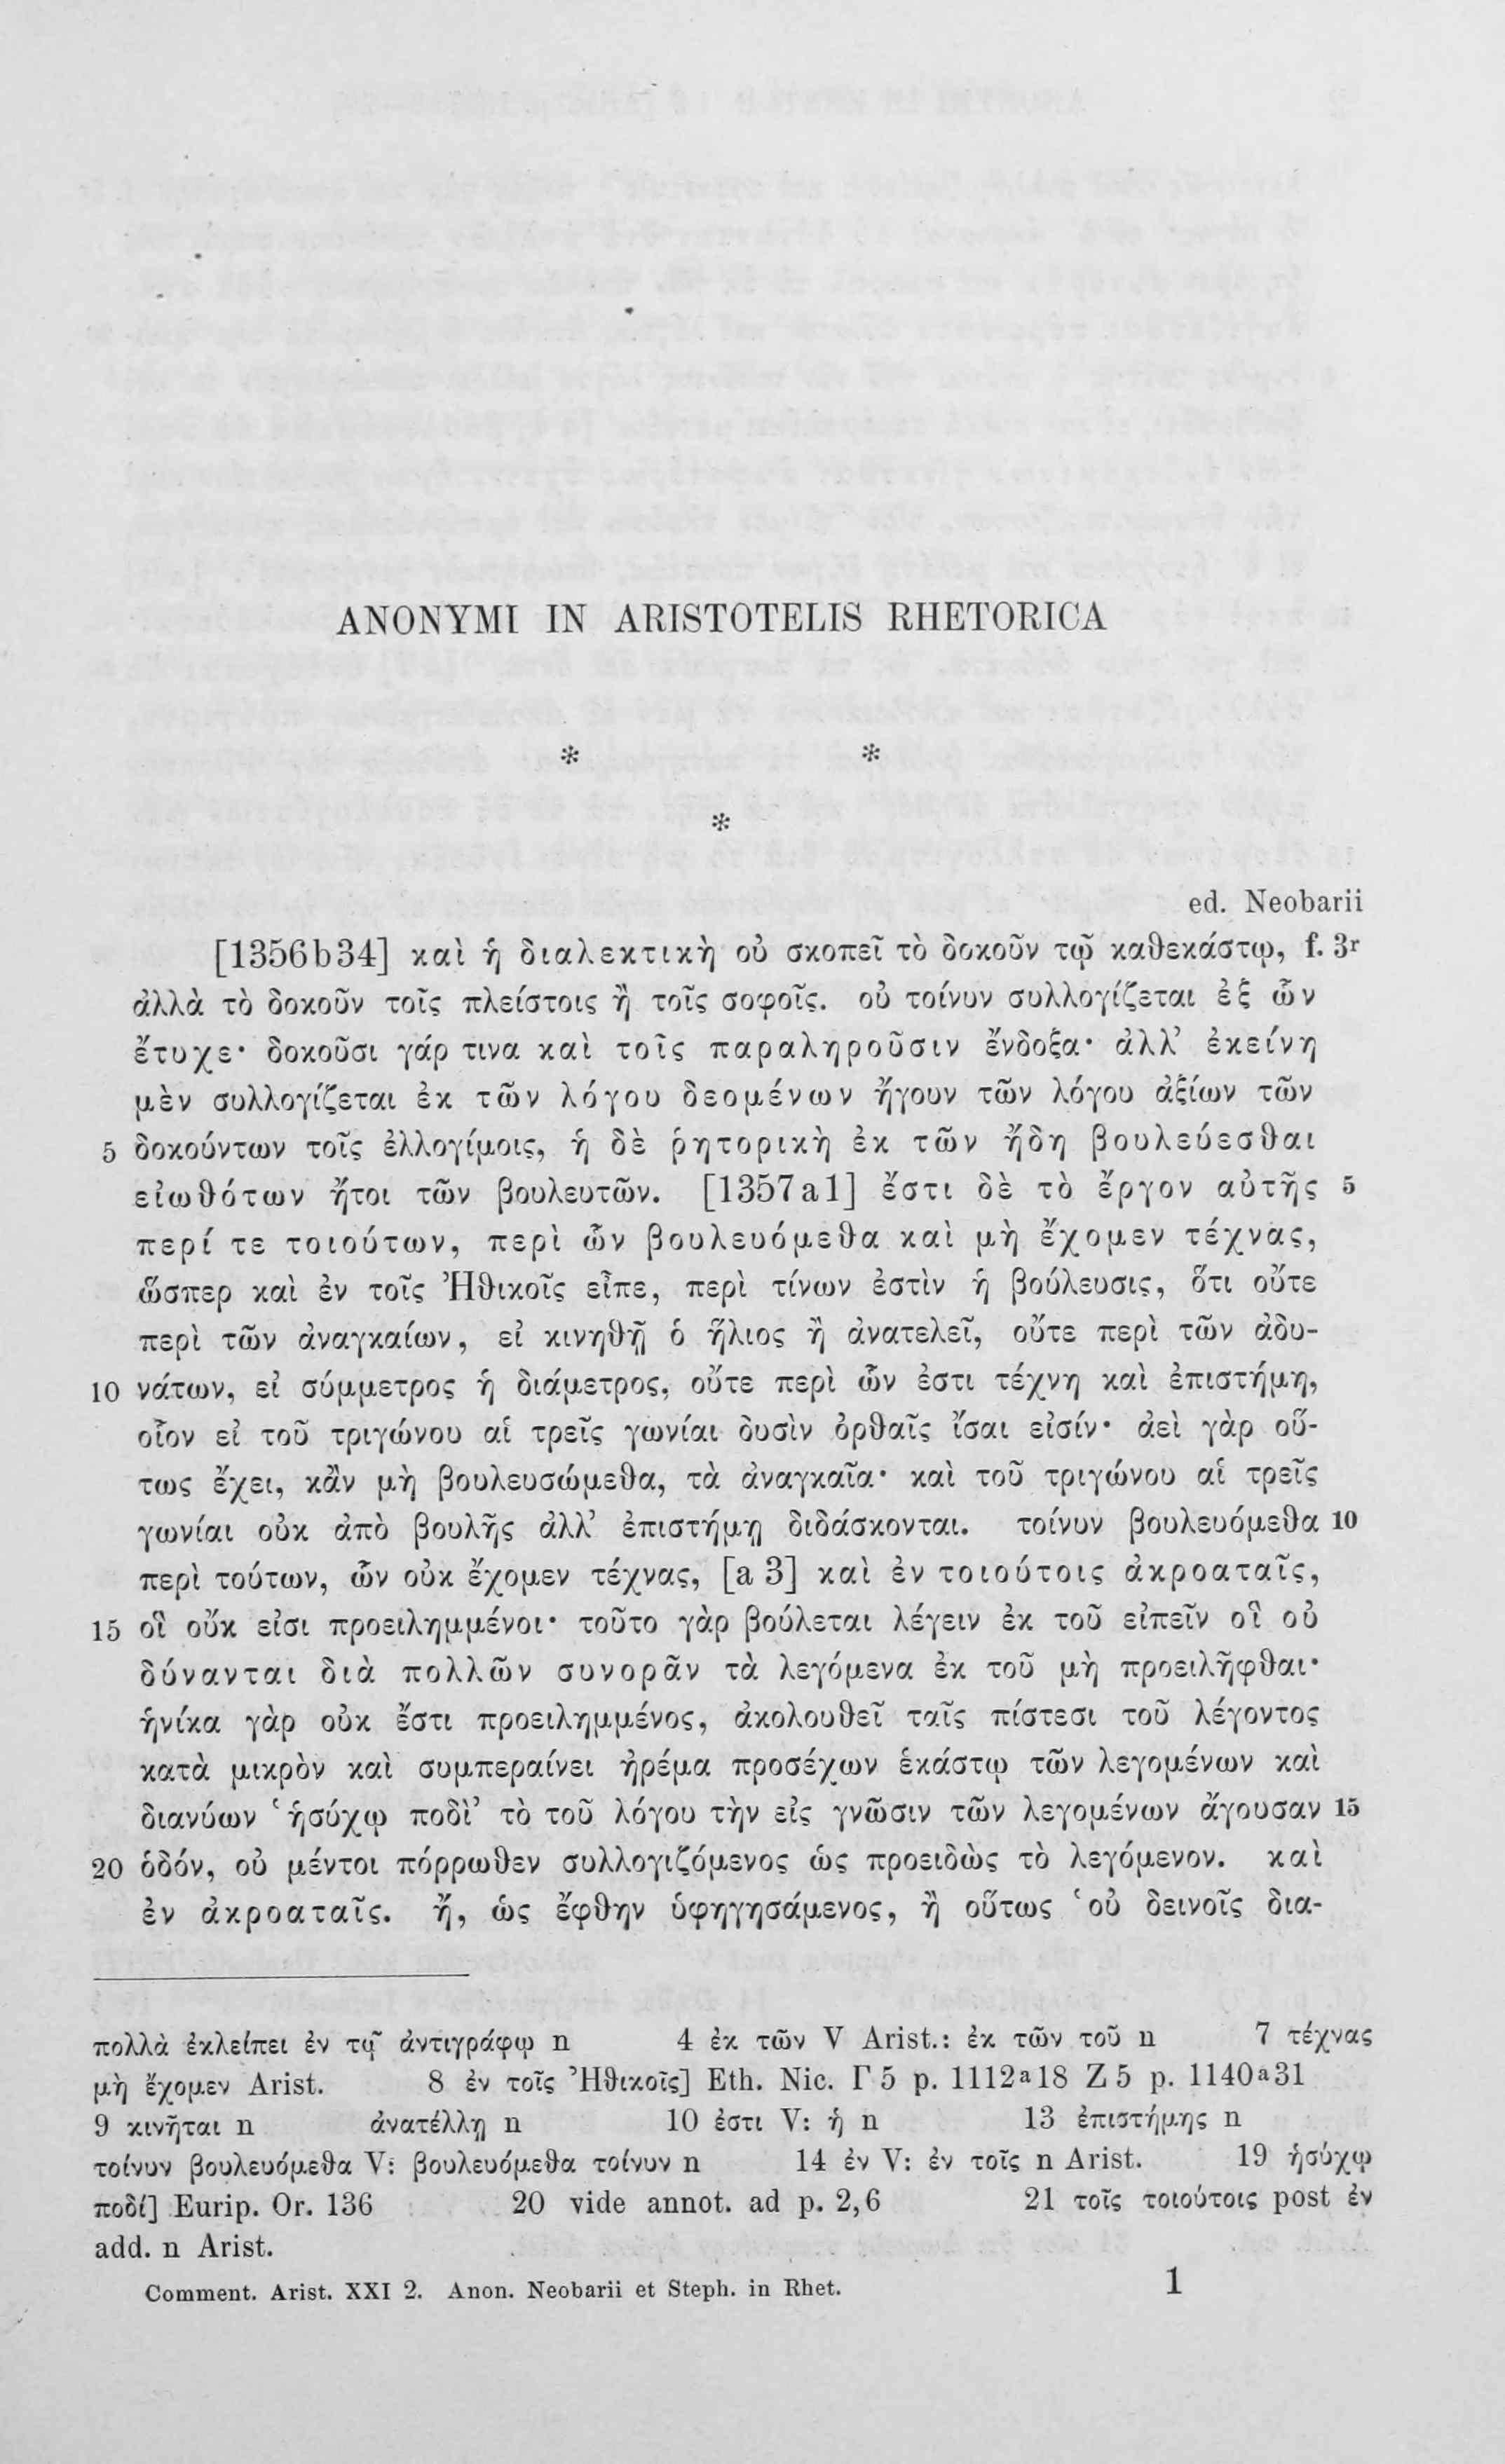 ANONYMI IN ARISTOTELIS RHETORICA
* *
*
ed. Neobarii
[1356b34] καὶ ἡ διαλεκτικὴ οὐ σκοπεῖ τὸ δοκοῦν τῷ καθεκάστῳ, f. 3r
ἀλλὰ τὸ δοκοῦν τοῖς πλείστοις ἢ τοῖς σοφοῖς. οὐ τοίνυν συλλογίζεται ἐξ ὧν
ἔτυχε· δοκοῦσι γάρ τινα καὶ τοῖς παραληροῦσιν ἔνδοξα· ἀλλ’ ἐκείνη
μὲν συλλογίζεται ἐκ τῶν λόγου δεομένων ἤγουν τῶν λόγου ἀξίων τῶν
5 δοκούντων τοῖς ἐλλογίμοις, ἡ δὲ ῥητορικὴ ἐκ τῶν ἤδη βουλεύεσθαι
εἰωθότων ἤτοι τῶν βουλευτῶν. [1357a1] ἔστι δὲ τὸ ἔργον αὐτῆς 5
περί τε τοιούτων, περὶ ὧν βουλευόμεθα καὶ μὴ ἔχομεν τέχνας,
ὥσπερ καὶ ἐν τοῖς Ἠθικοῖς εἶπε, περὶ τίνων ἐστὶν ἡ βούλευσις, ὅτι οὔτε
περὶ τῶν ἀναγκαίων, εἰ κινηθῇ ὁ ἥλιος ἢ ἀνατελεῖ, οὔτε περὶ τῶν ἀδυ-
10 νάτων, εἰ σύμμετρος ἡ διάμετρος, οὔτε περὶ ὧν ἐστι τέχνη καὶ ἐπιστήμη,
οἷον εἰ τοῦ τριγώνου αἱ τρεῖς γωνίαι δυσὶν ὀρθαῖς ἴσαι εἰσίν· ἀεὶ γὰρ οὕ-
τως ἔχει, κἂν μὴ βουλευσώμεθα, τὰ ἀναγκαῖα· καὶ τοῦ τριγώνου αἱ τρεῖς
γωνίαι οὐκ ἀπὸ βουλῆς ἀλλ’ ἐπιστήμῃ διδάσκονται. τοίνυν βουλευόμεθα 10
περὶ τούτων, ὧν οὐκ ἔχομεν τέχνας, [a 3] καὶ ἐν τοιούτοις ἀκροαταῖς,
15 οἳ οὔκ εἰσι προειλημμένοι· τοῦτο γὰρ βούλεται λέγειν ἐκ τοῦ εἰπεῖν οἳ οὐ
δύνανται διὰ πολλῶν συνορᾶν τὰ λεγόμενα ἐκ τοῦ μὴ προειλῆφθαι·
ἡνίκα γὰρ οὐκ ἔστι προειλημμένος, ἀκολουθεῖ ταῖς πίστεσι τοῦ λέγοντος
κατὰ μικρὸν καὶ συμπεραίνει ἠρέμα προσέχων ἑκάστῳ τῶν λεγομένων καὶ
διανύων ‘ἡσύχῳ ποδὶ’ τὸ τοῦ λόγου τὴν εἰς γνῶσιν τῶν λεγομένων ἄγουσαν 15
20 ὁδόν, οὐ μέντοι πόρρωθεν συλλογιζόμενος ὡς προειδὼς τὸ λεγόμενον. καὶ
ἐν ἀκροαταῖς. ἤ, ὡς ἔφθην ὑφηγησάμενος, ἢ οὕτως ‘οὐ δεινοῖς δια-
πολλὰ ἐκλείπει ἐν τῷ ἀντιγράφῳ n 4 ἐκ τῶν V Arist.: ἐκ τῶν τοῦ n 7 τέχνας
μὴ ἔχομεν Arist. 8 ἐν τοῖς Ἠθικοῖς] Eth. Nic. Γ 5 p. 1112a18 Z 5 p. 1140a31
9 κινῆται n ἀνατέλλῃ n 10 ἐστι V: ἡ n 13 ἐπιστήμης n
τοίνυν βουλευόμεθα V: βουλευόμεθα τοίνυν n 14 ἐν V: ἐν τοῖς n Arist. 19 ἡσύχῳ
ποδί] Eurip. Or. 136 20 vide annot. ad p. 2,6 21 τοῖς τοιούτοις post ἐν
add. n Arist.
Comment. Arist. XXI 2. Anon. Neobarii et Steph. in Rhet. 1